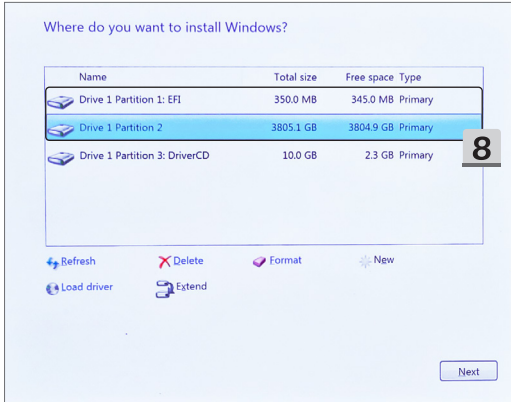 Where do you want to install Windows?
Name Total size Free space Type
Drive 1 Partition 1: EFI 350.0 MB 345.0 MB Primary
Drive 1 Partition 2 3805.1 GB 3804.9 GB Primary
Drive 1 Partition 3: DriverCD 10.0 GB 2.3 GB Primary
8
Refresh Delete Format New
Load driver Extend
Next